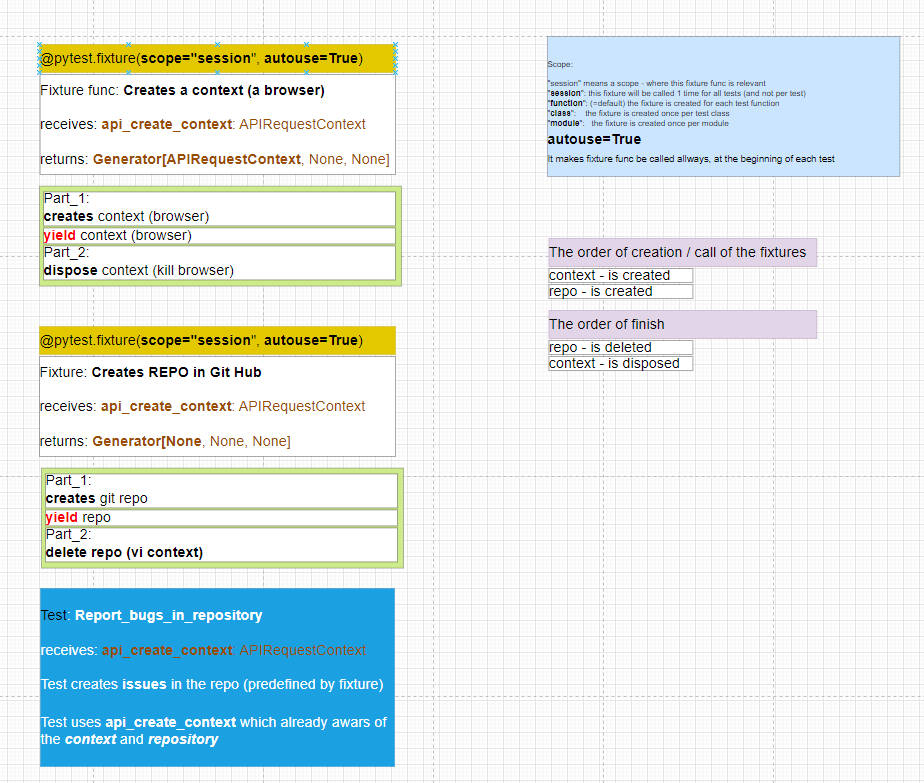 @pytest.fixture(scope="session", autouse=True)
Fixture func: Creates a context (a browser)
receives: api_create_context: APIRequestContext
returns: Generator[APIRequestContext, None, None]
Part_1:
creates context (browser)
yield context (browser)
Part_2:
dispose context (kill browser)
@pytest.fixture(scope="session", autouse=True)
Fixture: Creates REPO in Git Hub
receives: api_create_context: APIRequestContext
returns: Generator[None, None, None]
Part_1:
creates git repo
yield repo
Part_2:
delete repo (vi context)
Test: Report_bugs_in_repository
receives: api_create_context: APIRequestContext
Test creates issues in the repo (predefined by fixture)
Test uses api_create_context which already awars of
the context and repository
Scope:
"session" means a scope - where this fixture func is relevant
"session": this fixture will be called 1 time for all tests (and not per test)
"function": (=default) the fixture is created for each test function
"class": the fixture is created once per test class
"module": the fixture is created once per module
autouse=True
It makes fixture func be called allways, at the beginning of each test
The order of creation / call of the fixtures
context - is created
repo - is created
The order of finish
repo - is deleted
context - is disposed